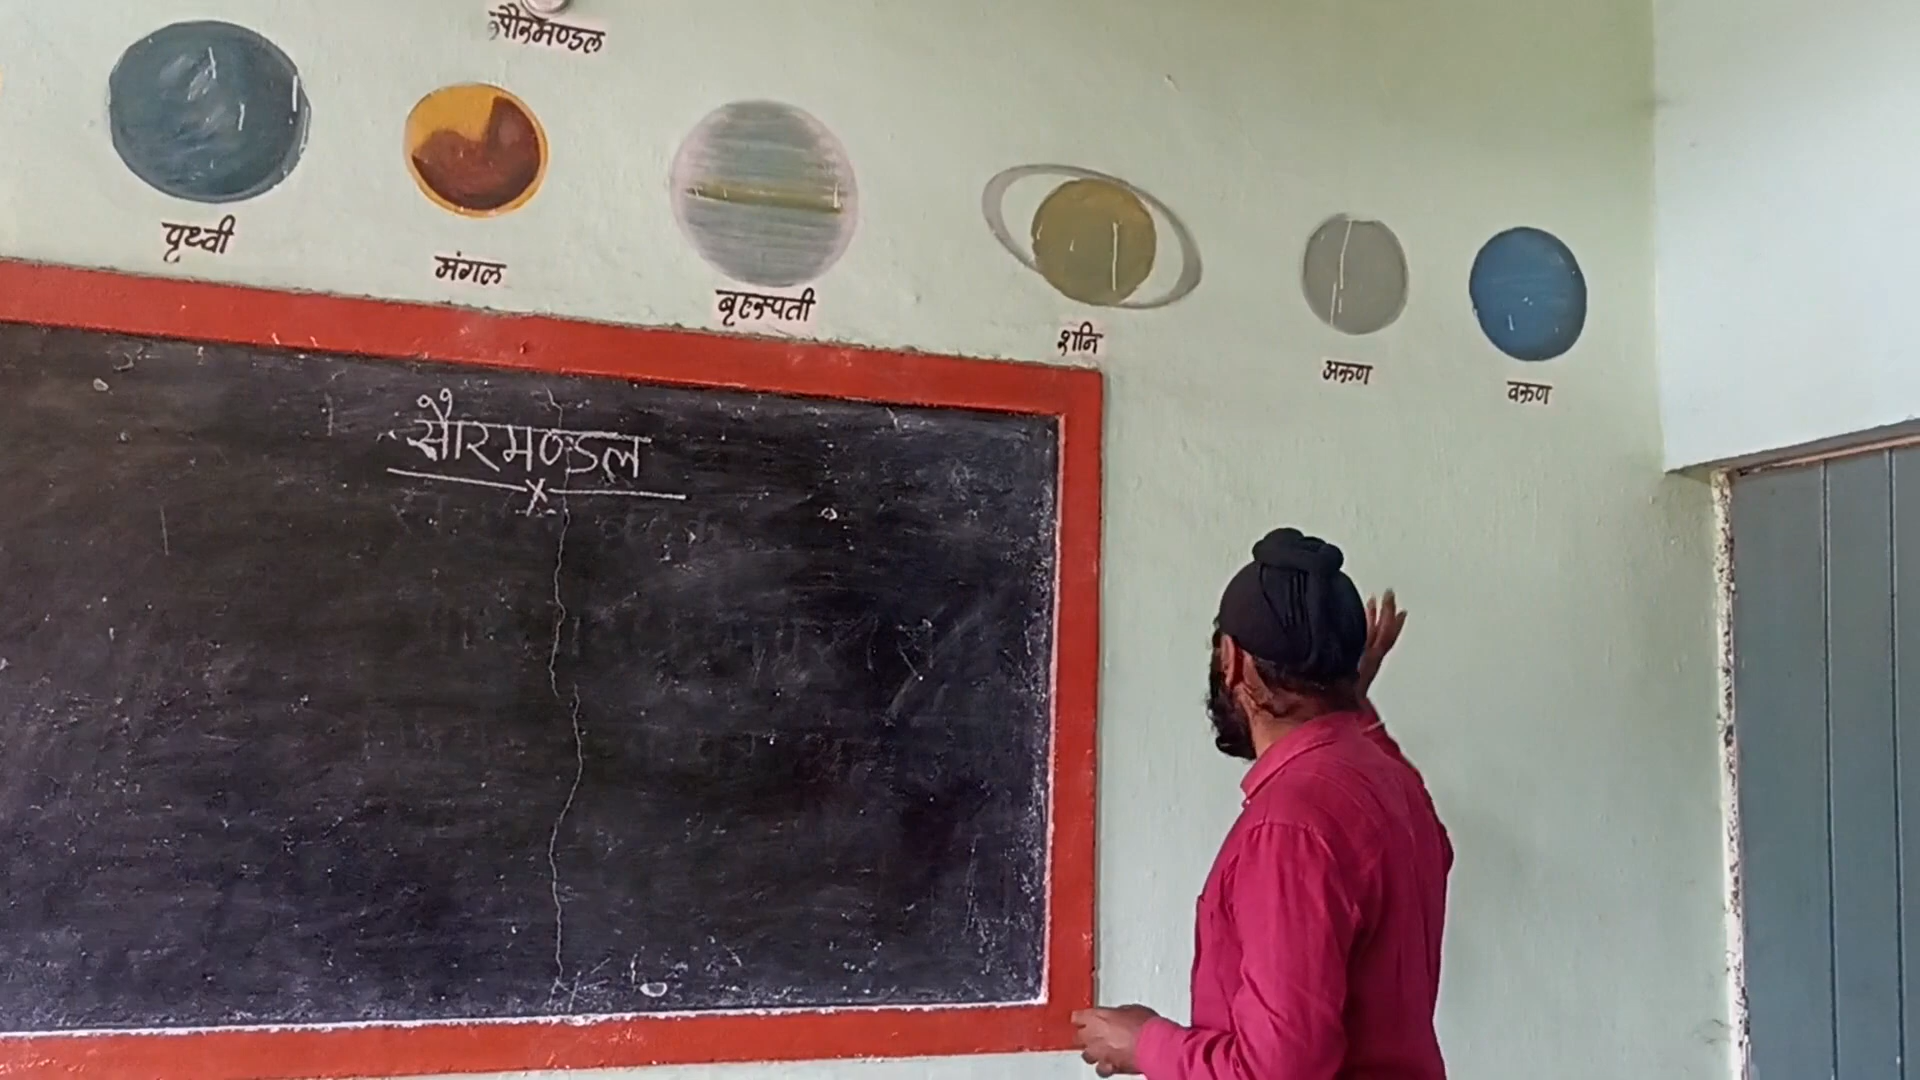 सौरमण्डल
पृथ्वी
मंगल
बृहस्पती
शनि
अरुण
वरुण
सौरमण्डल